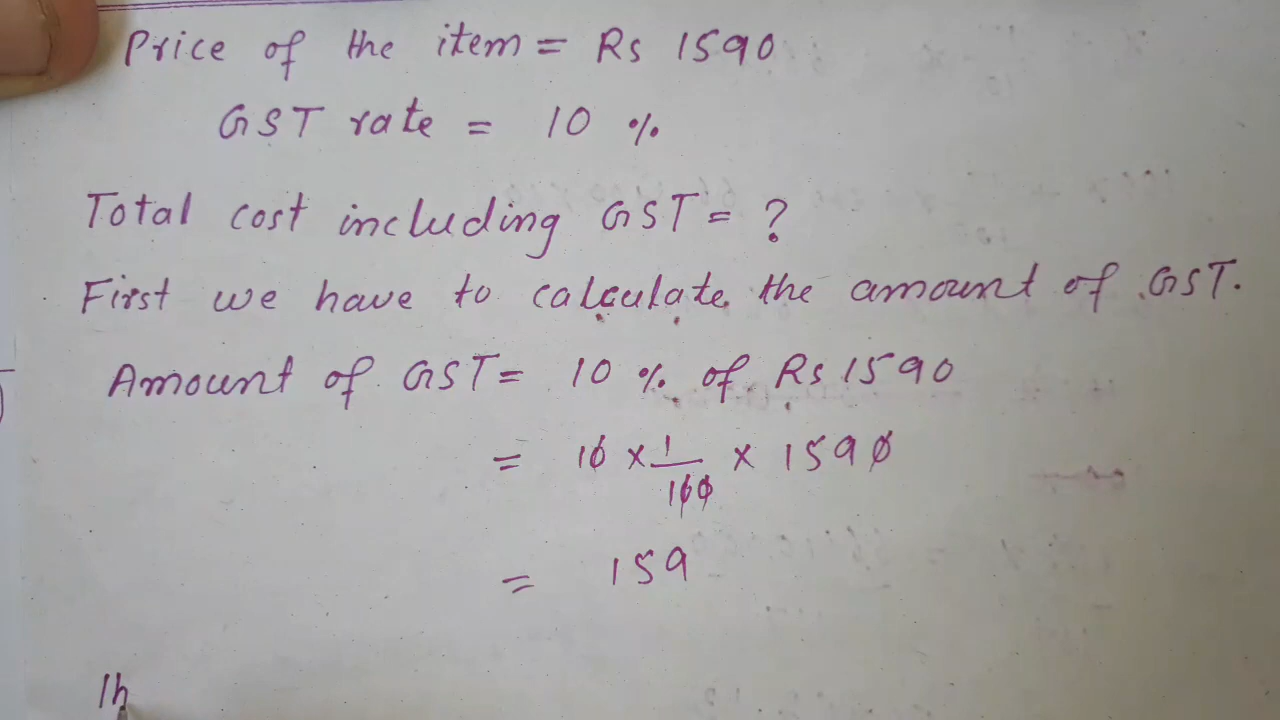 Price of the item = Rs 1590
GST rate = 10 %
Total cost including GST = ?
First we have to calculate the amount of GST.
Amount of GST = 10 % of Rs 1590
= 10 × 1/100 × 1590
= 159
Th